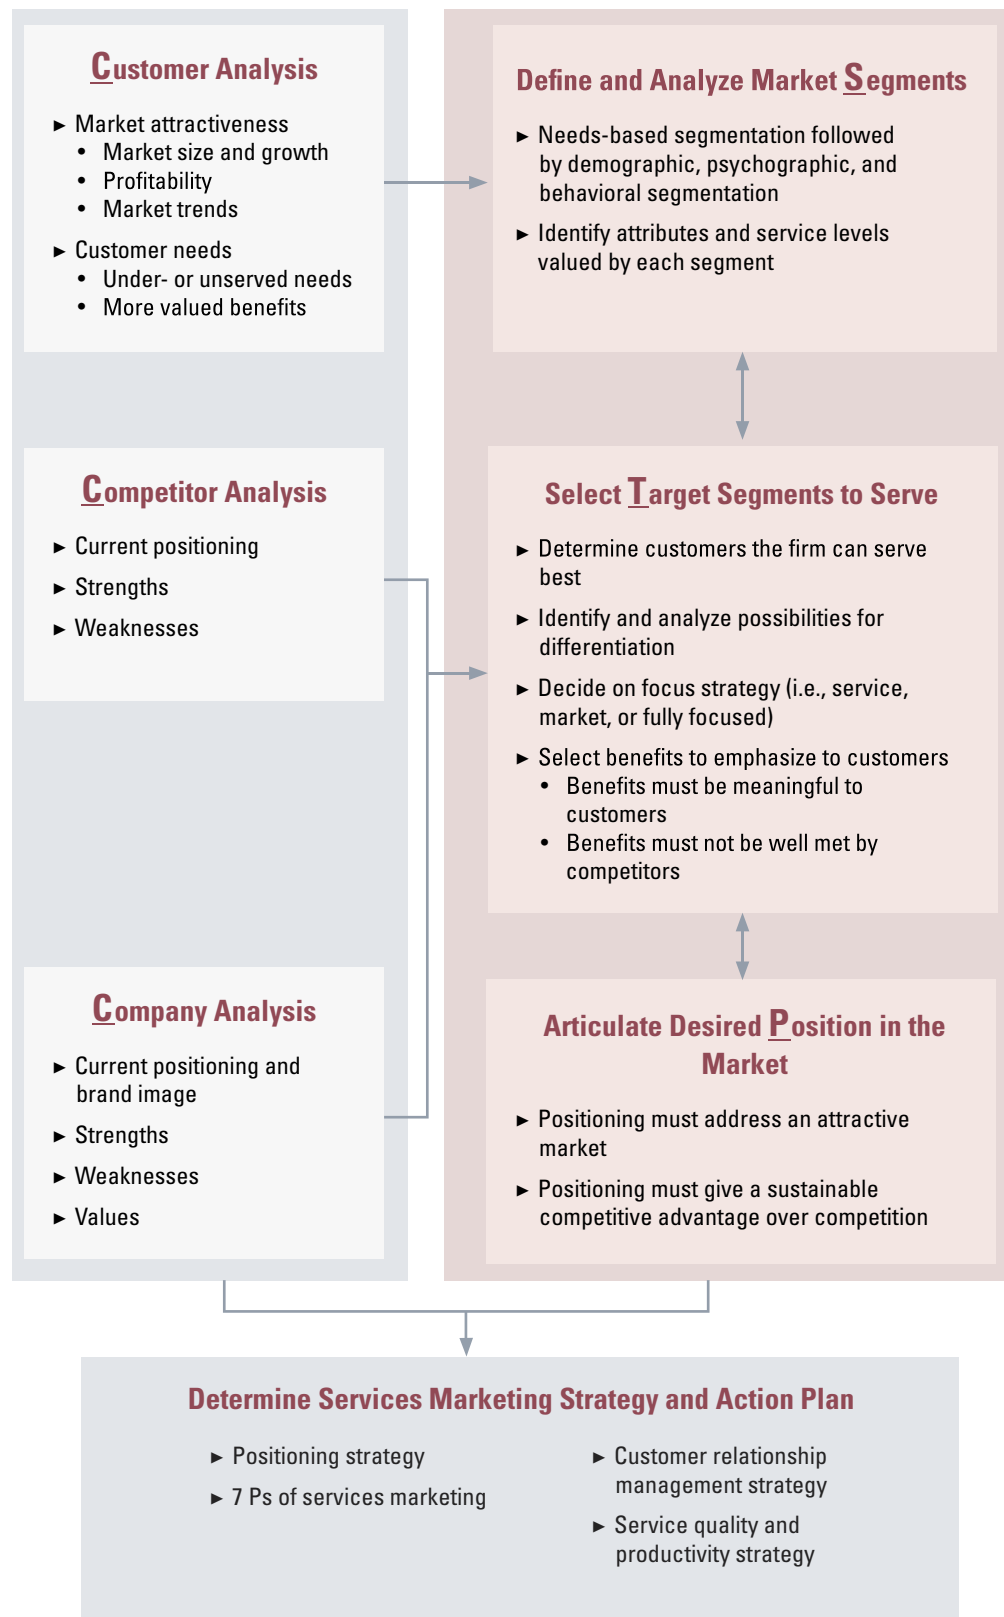 Customer Analysis
► Market attractiveness
• Market size and growth
• Profitability
• Market trends
► Customer needs
• Under- or unserved needs
• More valued benefits
Define and Analyze Market Segments
► Needs-based segmentation followed
by demographic, psychographic, and
behavioral segmentation
► Identify attributes and service levels
valued by each segment
Competitor Analysis
► Current positioning
► Strengths
► Weaknesses
Select Target Segments to Serve
► Determine customers the firm can serve
best
► Identify and analyze possibilities for
differentiation
► Decide on focus strategy (i.e., service,
market, or fully focused)
► Select benefits to emphasize to customers
• Benefits must be meaningful to
customers
• Benefits must not be well met by
competitors
Company Analysis
► Current positioning and
brand image
► Strengths
► Weaknesses
► Values
Articulate Desired Position in the
Market
► Positioning must address an attractive
market
► Positioning must give a sustainable
competitive advantage over competition
Determine Services Marketing Strategy and Action Plan
► Positioning strategy
► 7 Ps of services marketing
► Customer relationship
management strategy
► Service quality and
productivity strategy